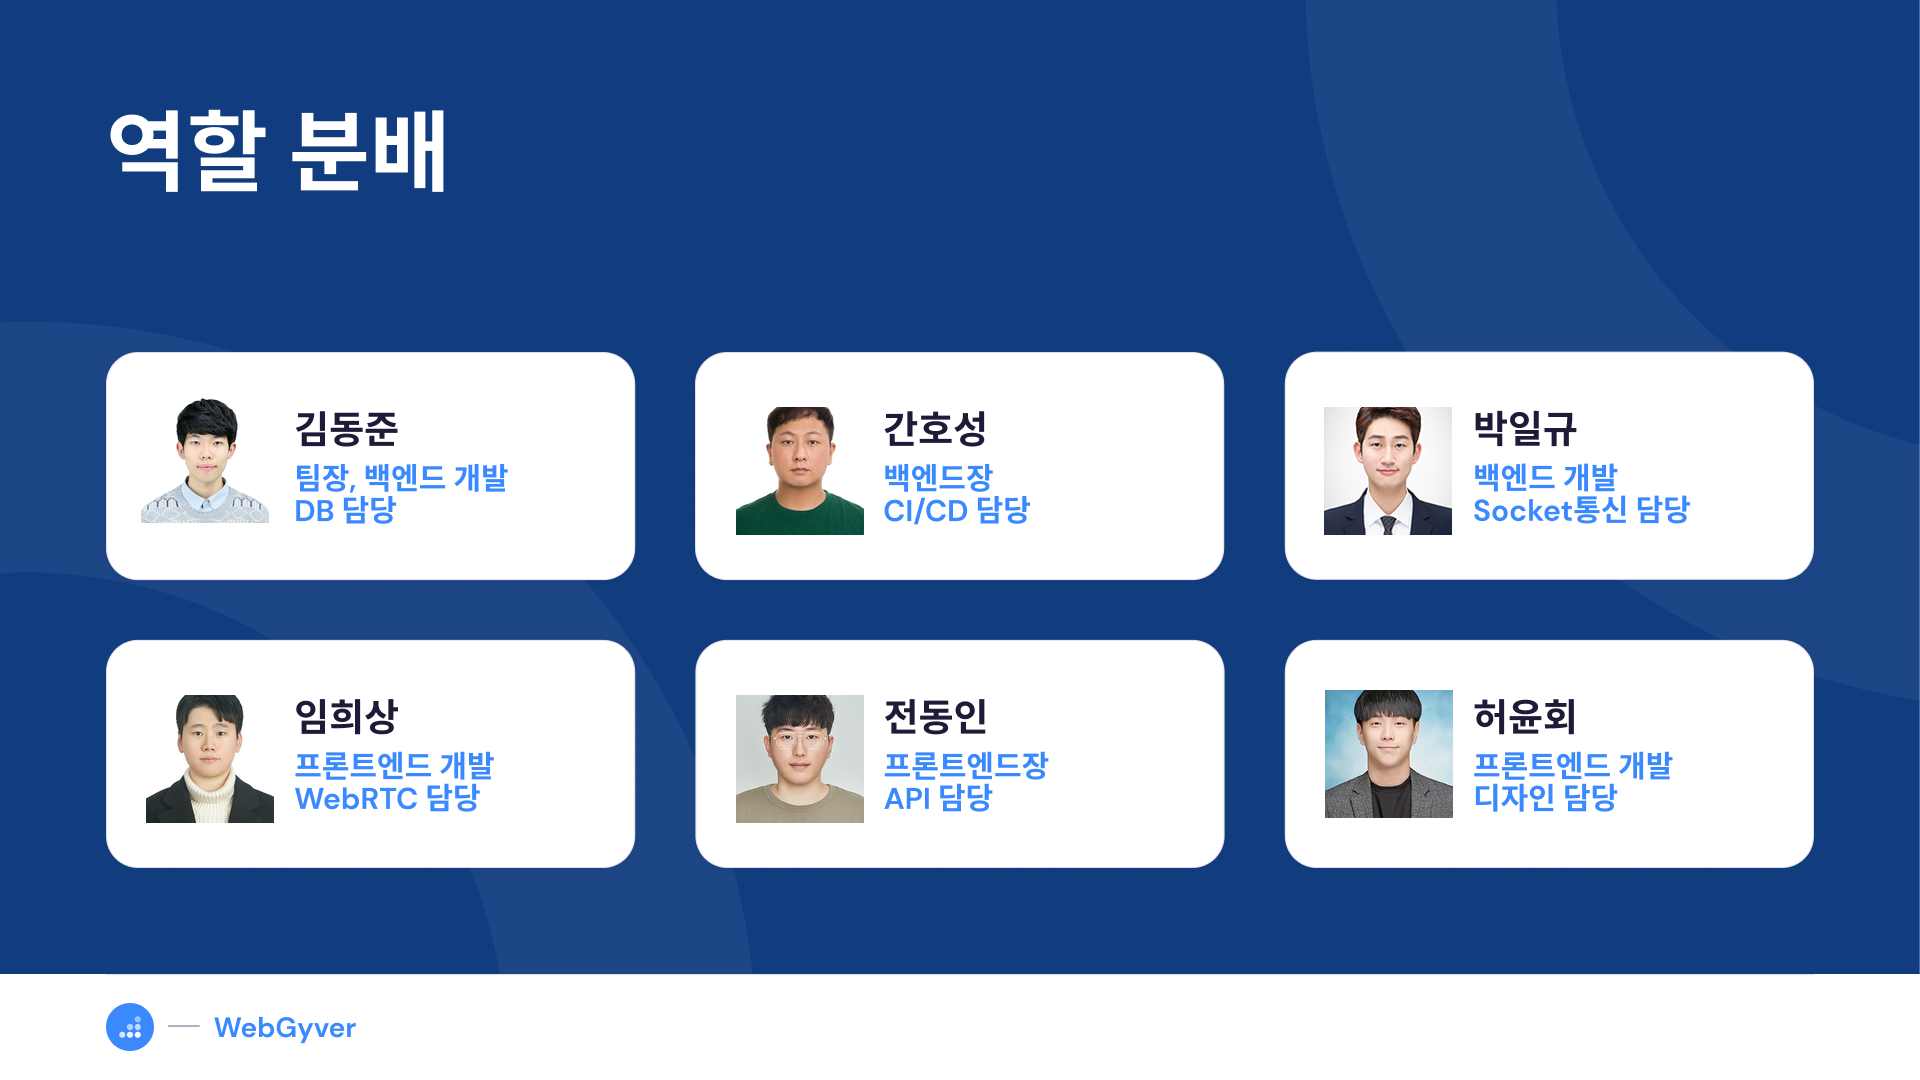 역할 분배
김동준
팀장, 백엔드 개발
DB 담당
간호성
백엔드장
CI/CD 담당
박일규
백엔드 개발
Socket통신 담당
임희상
프론트엔드 개발
WebRTC 담당
전동인
프론트엔드장
API 담당
허윤회
프론트엔드 개발
디자인 담당
WebGyver